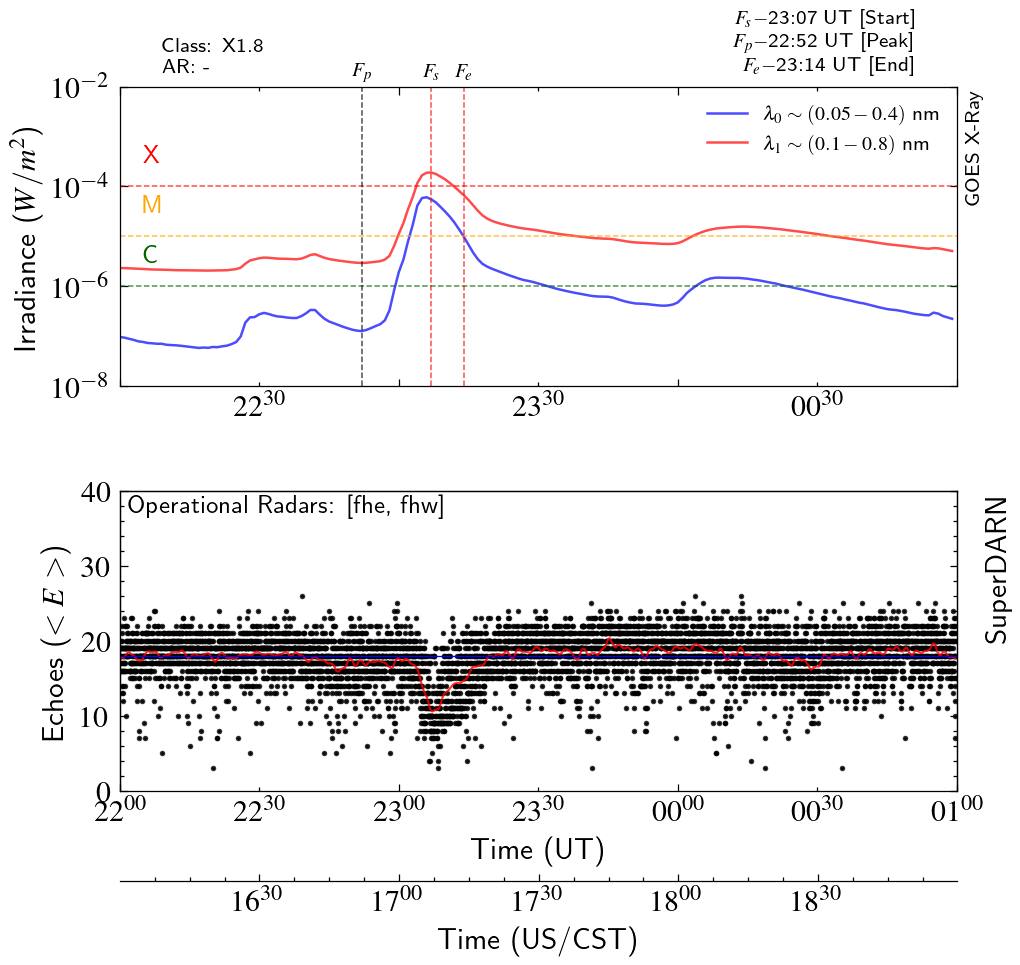 F_s−23:07 UT [Start]
Class: X1.8
F_p−22:52 UT [Peak]
AR: -
F_e−23:14 UT [End]
F_p F_s F_e
10^−2
λ_0 ∼ (0.05 − 0.4) nm
λ_1 ∼ (0.1 − 0.8) nm
GOES X-Ray
X
10^−4
M
Irradiance (W/m^2)
C
10^−6
10^−8
22^30 23^30 00^30
40
Operational Radars: [fhe, fhw]
SuperDARN
30
20
Echoes (< E >)
10
0
22^00 22^30 23^00 23^30 00^00 00^30 01^00
Time (UT)
16^30 17^00 17^30 18^00 18^30
Time (US/CST)